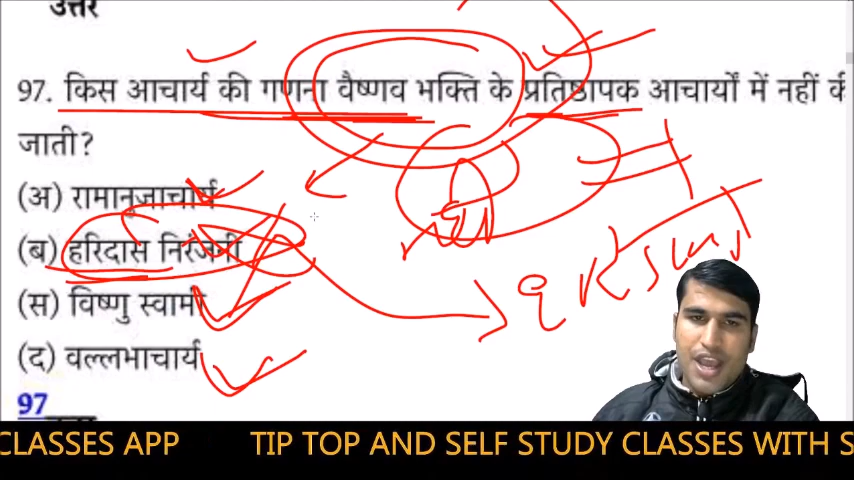 उत्तर
97. किस आचार्य की गणना वैष्णव भक्ति के प्रतिष्ठापक आचार्यों में नहीं की
जाती?
(अ) रामानुजाचार्य
(ब) हरिदास निरंजनी
(स) विष्णु स्वामी
(द) वल्लभाचार्य
97
CLASSES APP TIP TOP AND SELF STUDY CLASSES WITH S